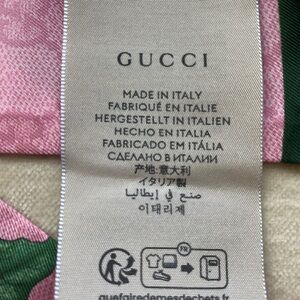 GUCCI
MADE IN ITALY
FABRIQUÉ EN ITALIE
HERGESTELLT IN ITALIEN
HECHO EN ITALIA
FABRICADO EM ITÁLIA
СДЕЛАНО В ИТАЛИИ
产地:意大利
イタリア製
صنع في إيطاليا
이태리제
FR
quefairedemesdechets.fr